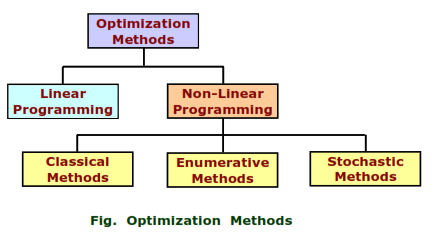 Optimization
Methods
Linear
Programming
Non-Linear
Programming
Classical
Methods
Enumerative
Methods
Stochastic
Methods
Fig. Optimization Methods